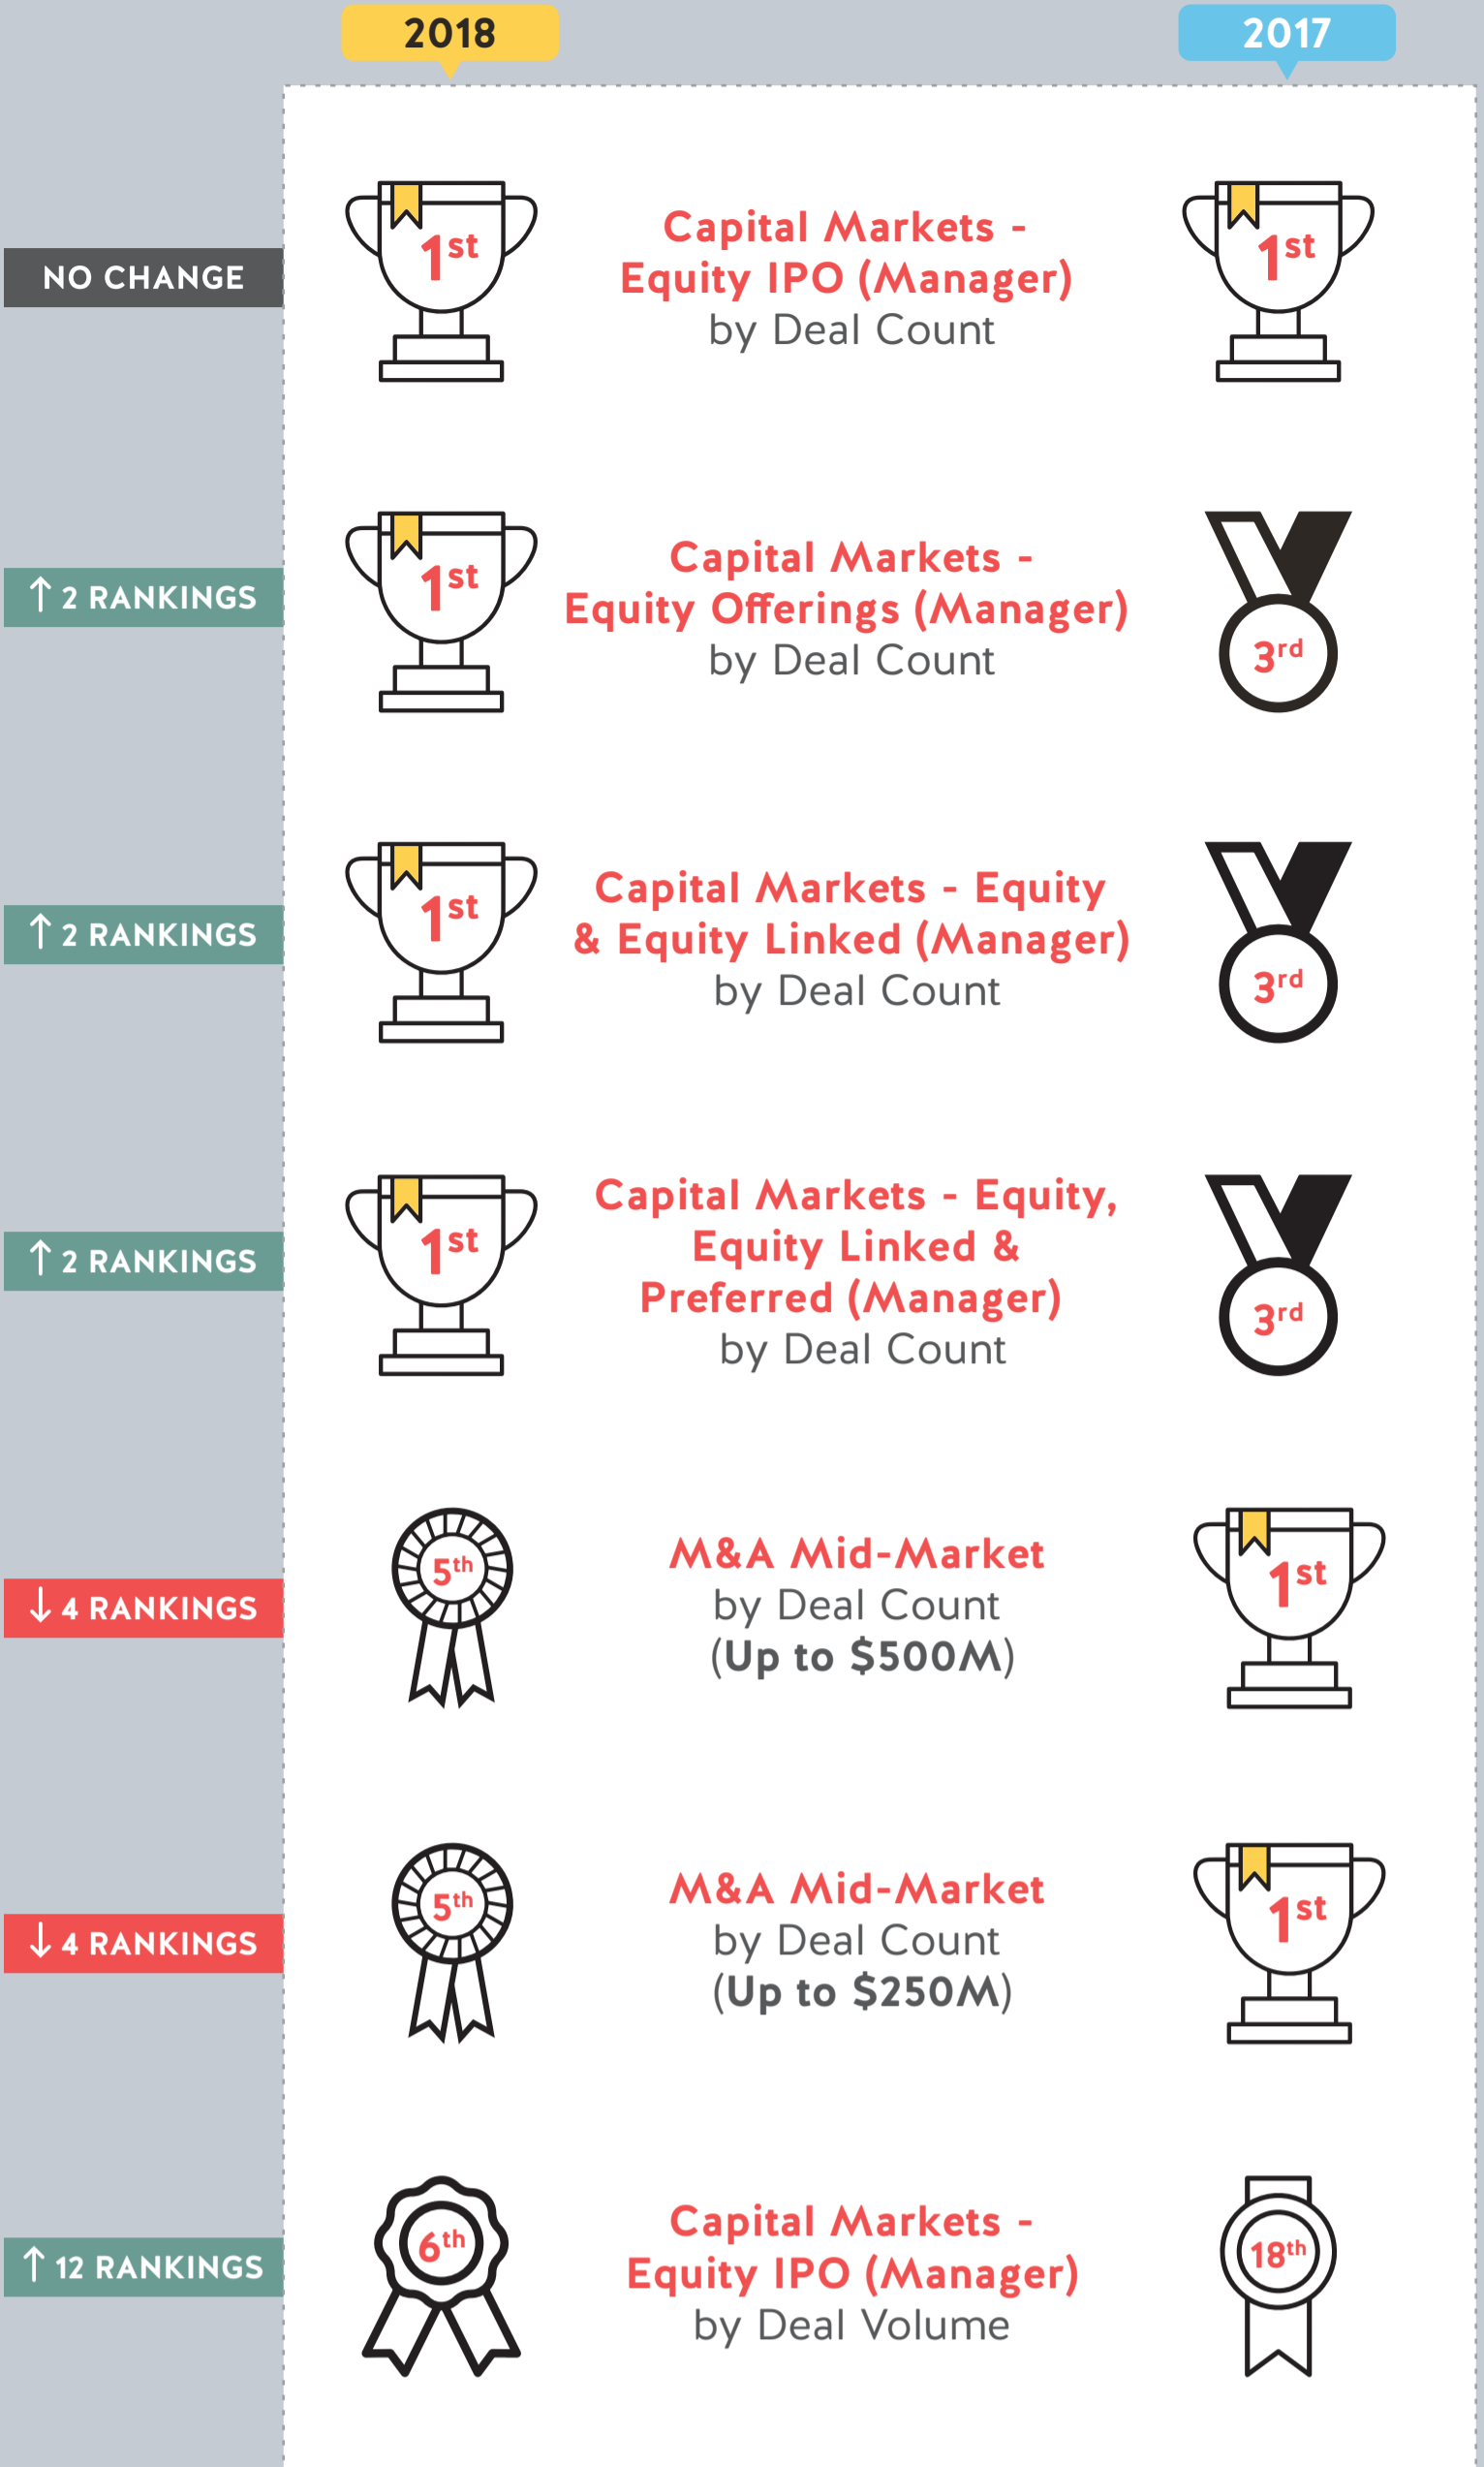 2018
2017
NO CHANGE
1st
Capital Markets -
Equity IPO (Manager)
by Deal Count
1st
↑ 2 RANKINGS
1st
Capital Markets -
Equity Offerings (Manager)
by Deal Count
3rd
↑ 2 RANKINGS
1st
Capital Markets - Equity
& Equity Linked (Manager)
by Deal Count
3rd
↑ 2 RANKINGS
1st
Capital Markets - Equity,
Equity Linked &
Preferred (Manager)
by Deal Count
3rd
↓ 4 RANKINGS
5th
M&A Mid-Market
by Deal Count
(Up to $500M)
1st
↓ 4 RANKINGS
5th
M&A Mid-Market
by Deal Count
(Up to $250M)
1st
↑ 12 RANKINGS
6th
Capital Markets -
Equity IPO (Manager)
by Deal Volume
18th